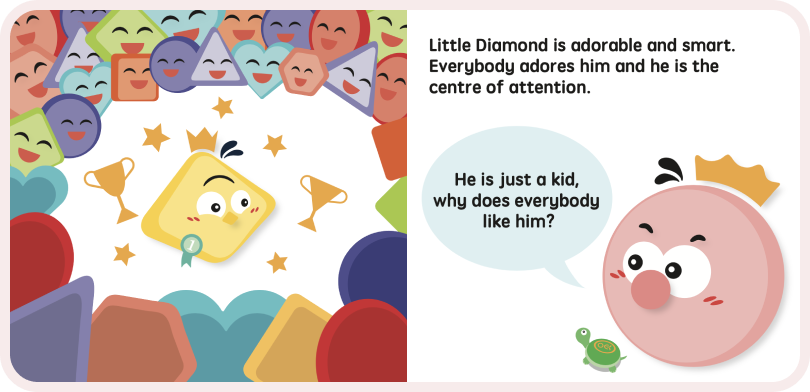 Little Diamond is adorable and smart.
Everybody adores him and he is the
centre of attention.
He is just a kid,
why does everybody
like him?
1